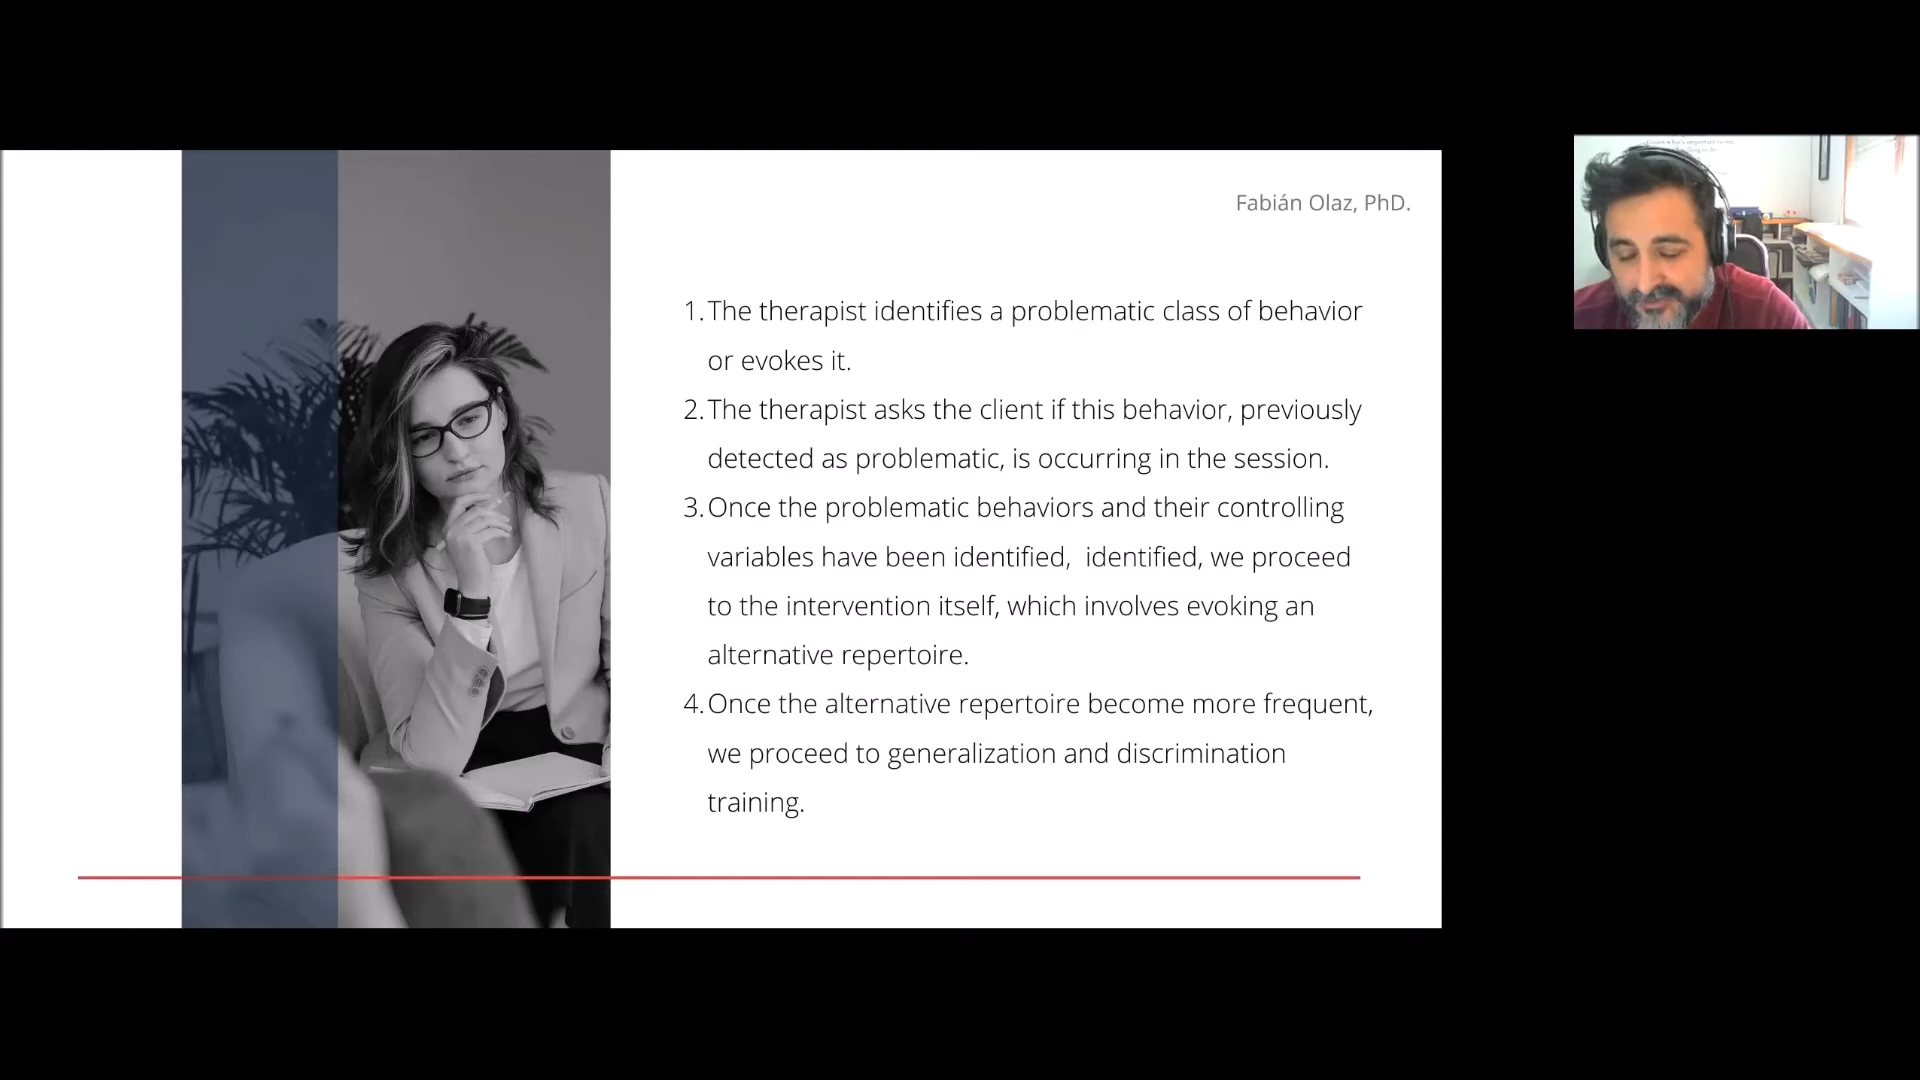 Fabián Olaz, PhD.
1. The therapist identifies a problematic class of behavior
or evokes it.
2. The therapist asks the client if this behavior, previously
detected as problematic, is occurring in the session.
3. Once the problematic behaviors and their controlling
variables have been identified,  identified, we proceed
to the intervention itself, which involves evoking an
alternative repertoire.
4. Once the alternative repertoire become more frequent,
we proceed to generalization and discrimination
training.